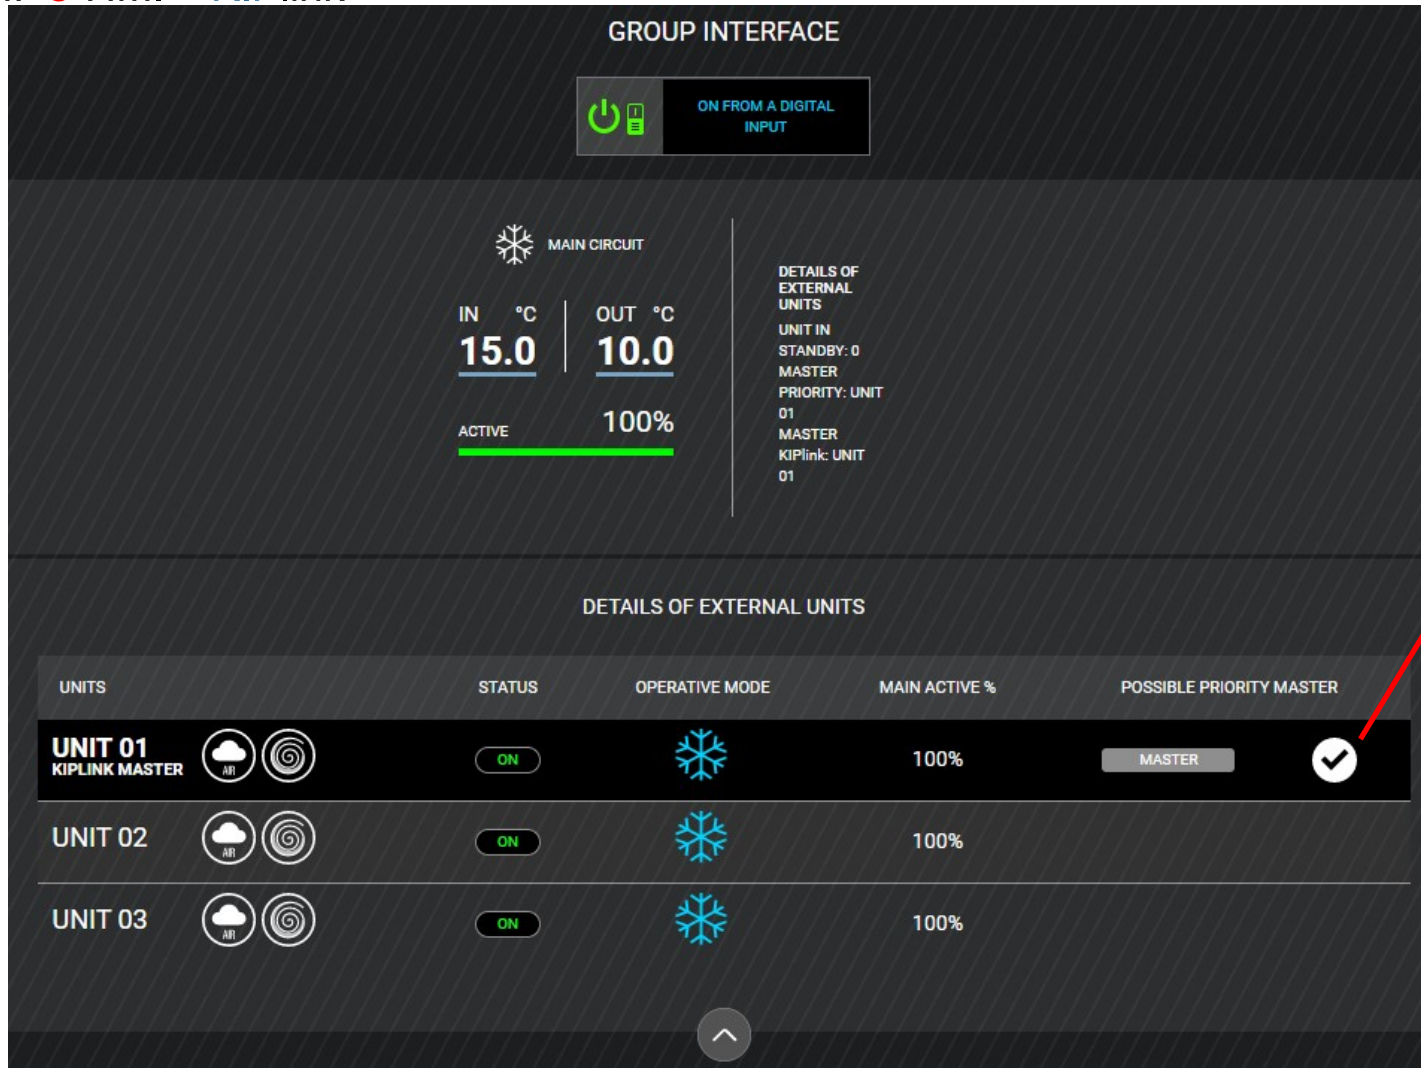 GROUP INTERFACE
ON FROM A DIGITAL
INPUT
MAIN CIRCUIT
IN °C
OUT °C
15.0
10.0
ACTIVE
100%
DETAILS OF
EXTERNAL
UNITS
UNIT IN
STANDBY: 0
MASTER
PRIORITY: UNIT
01
MASTER
KIPlink: UNIT
01
DETAILS OF EXTERNAL UNITS
UNITS STATUS OPERATIVE MODE MAIN ACTIVE % POSSIBLE PRIORITY MASTER
UNIT 01
KIPLINK MASTER
AIR
ON
100%
MASTER
UNIT 02 AIR ON 100%
UNIT 03 AIR ON 100%